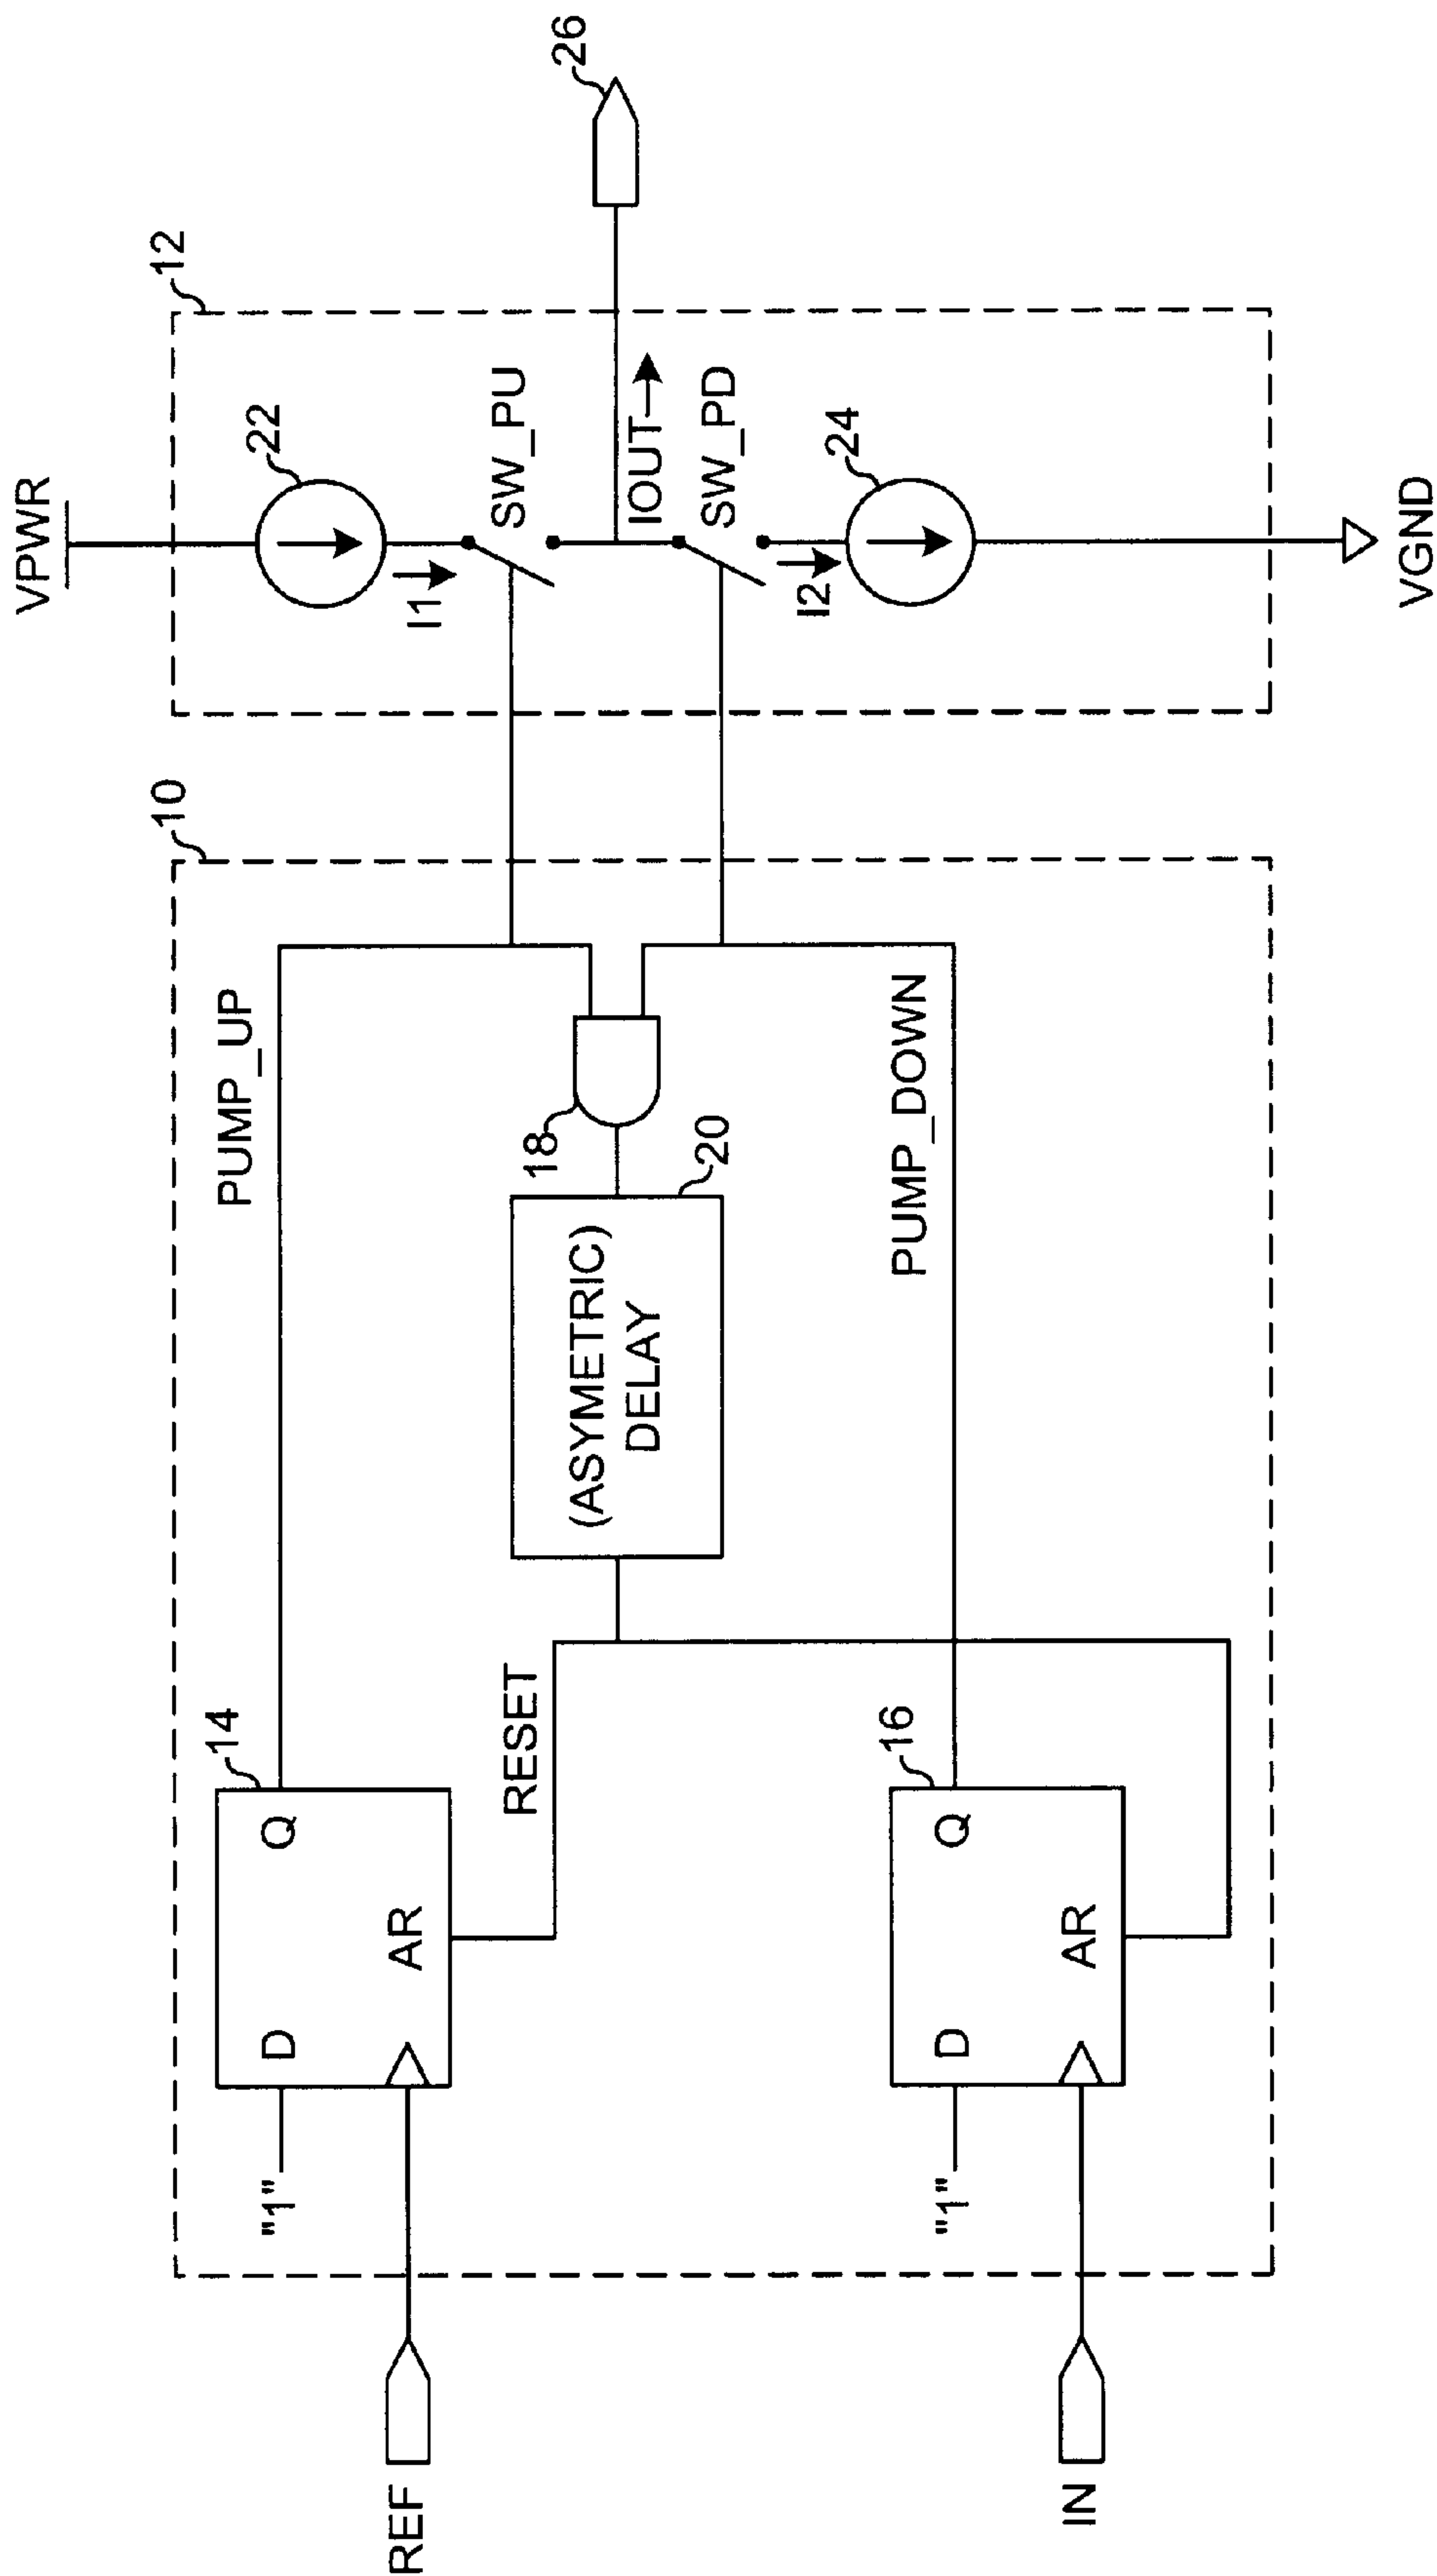 VPWR
12
22
I1
SW_PU
26
IOUT
SW_PD
I2
24
VGND
10
PUMP_UP
18
20
(ASYMETRIC)
DELAY
PUMP_DOWN
RESET
14
"1"
D
Q
AR
REF
16
"1"
D
Q
AR
IN